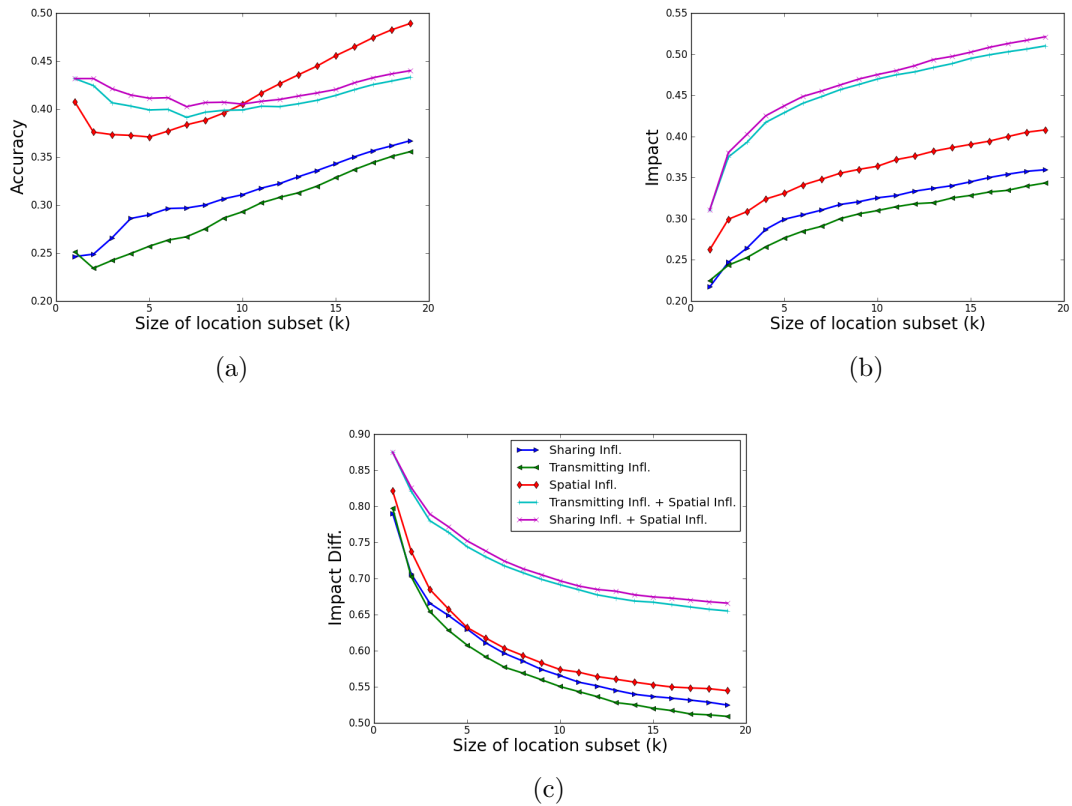 0.50
0.45
0.40
0.35
0.30
0.25
0.20
Accuracy
0
5
10
15
20
Size of location subset (k)
(a)
0.55
0.50
0.45
0.40
0.35
0.30
0.25
0.20
Impact
0
5
10
15
20
Size of location subset (k)
(b)
0.90
0.85
0.80
0.75
0.70
0.65
0.60
0.55
0.50
Impact Diff.
Sharing Infl.
Transmitting Infl.
Spatial Infl.
Transmitting Infl. + Spatial Infl.
Sharing Infl. + Spatial Infl.
0
5
10
15
20
Size of location subset (k)
(c)